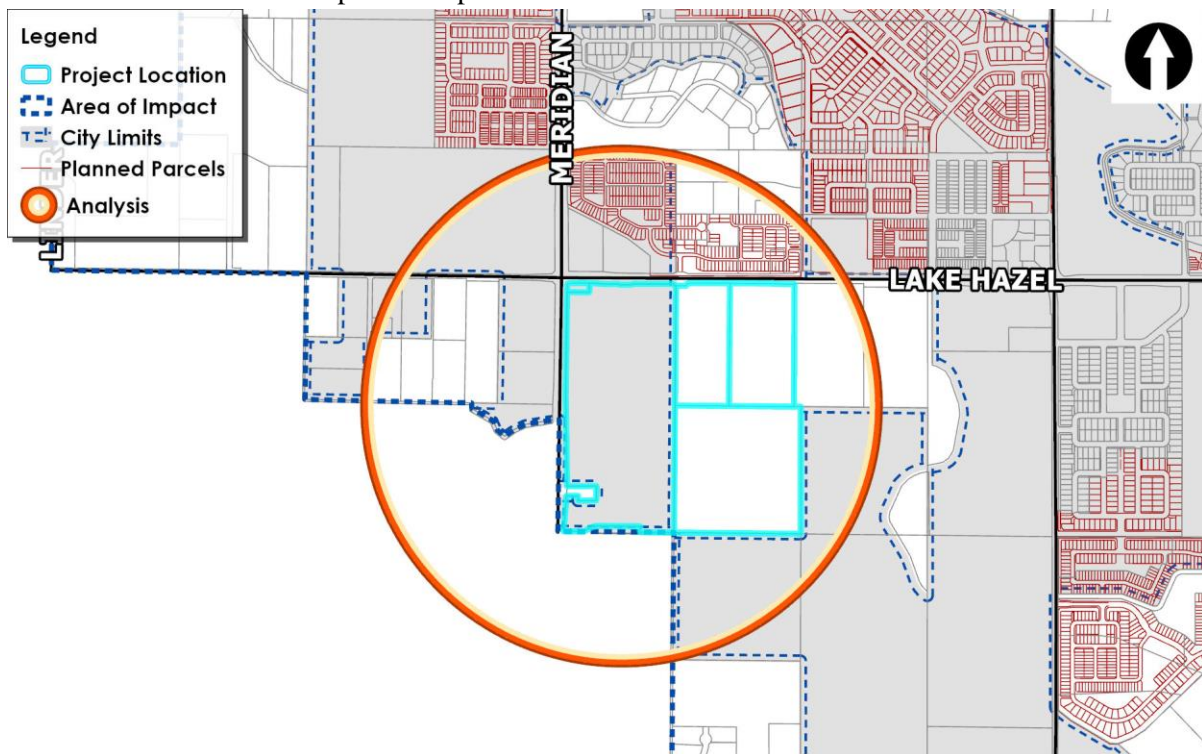 Legend
Project Location
Area of Impact
City Limits
Planned Parcels
Analysis
MERIDIAN
LAKE HAZEL